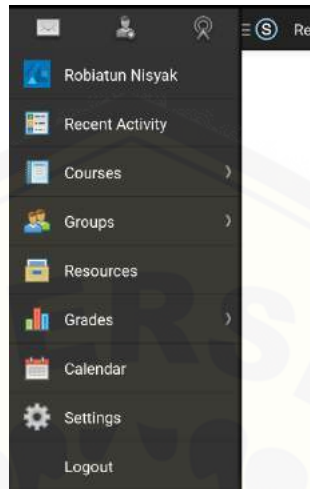 S Re
Robiatun Nisyak
Recent Activity
Courses
Groups
Resources
Grades
Calendar
Settings
Logout